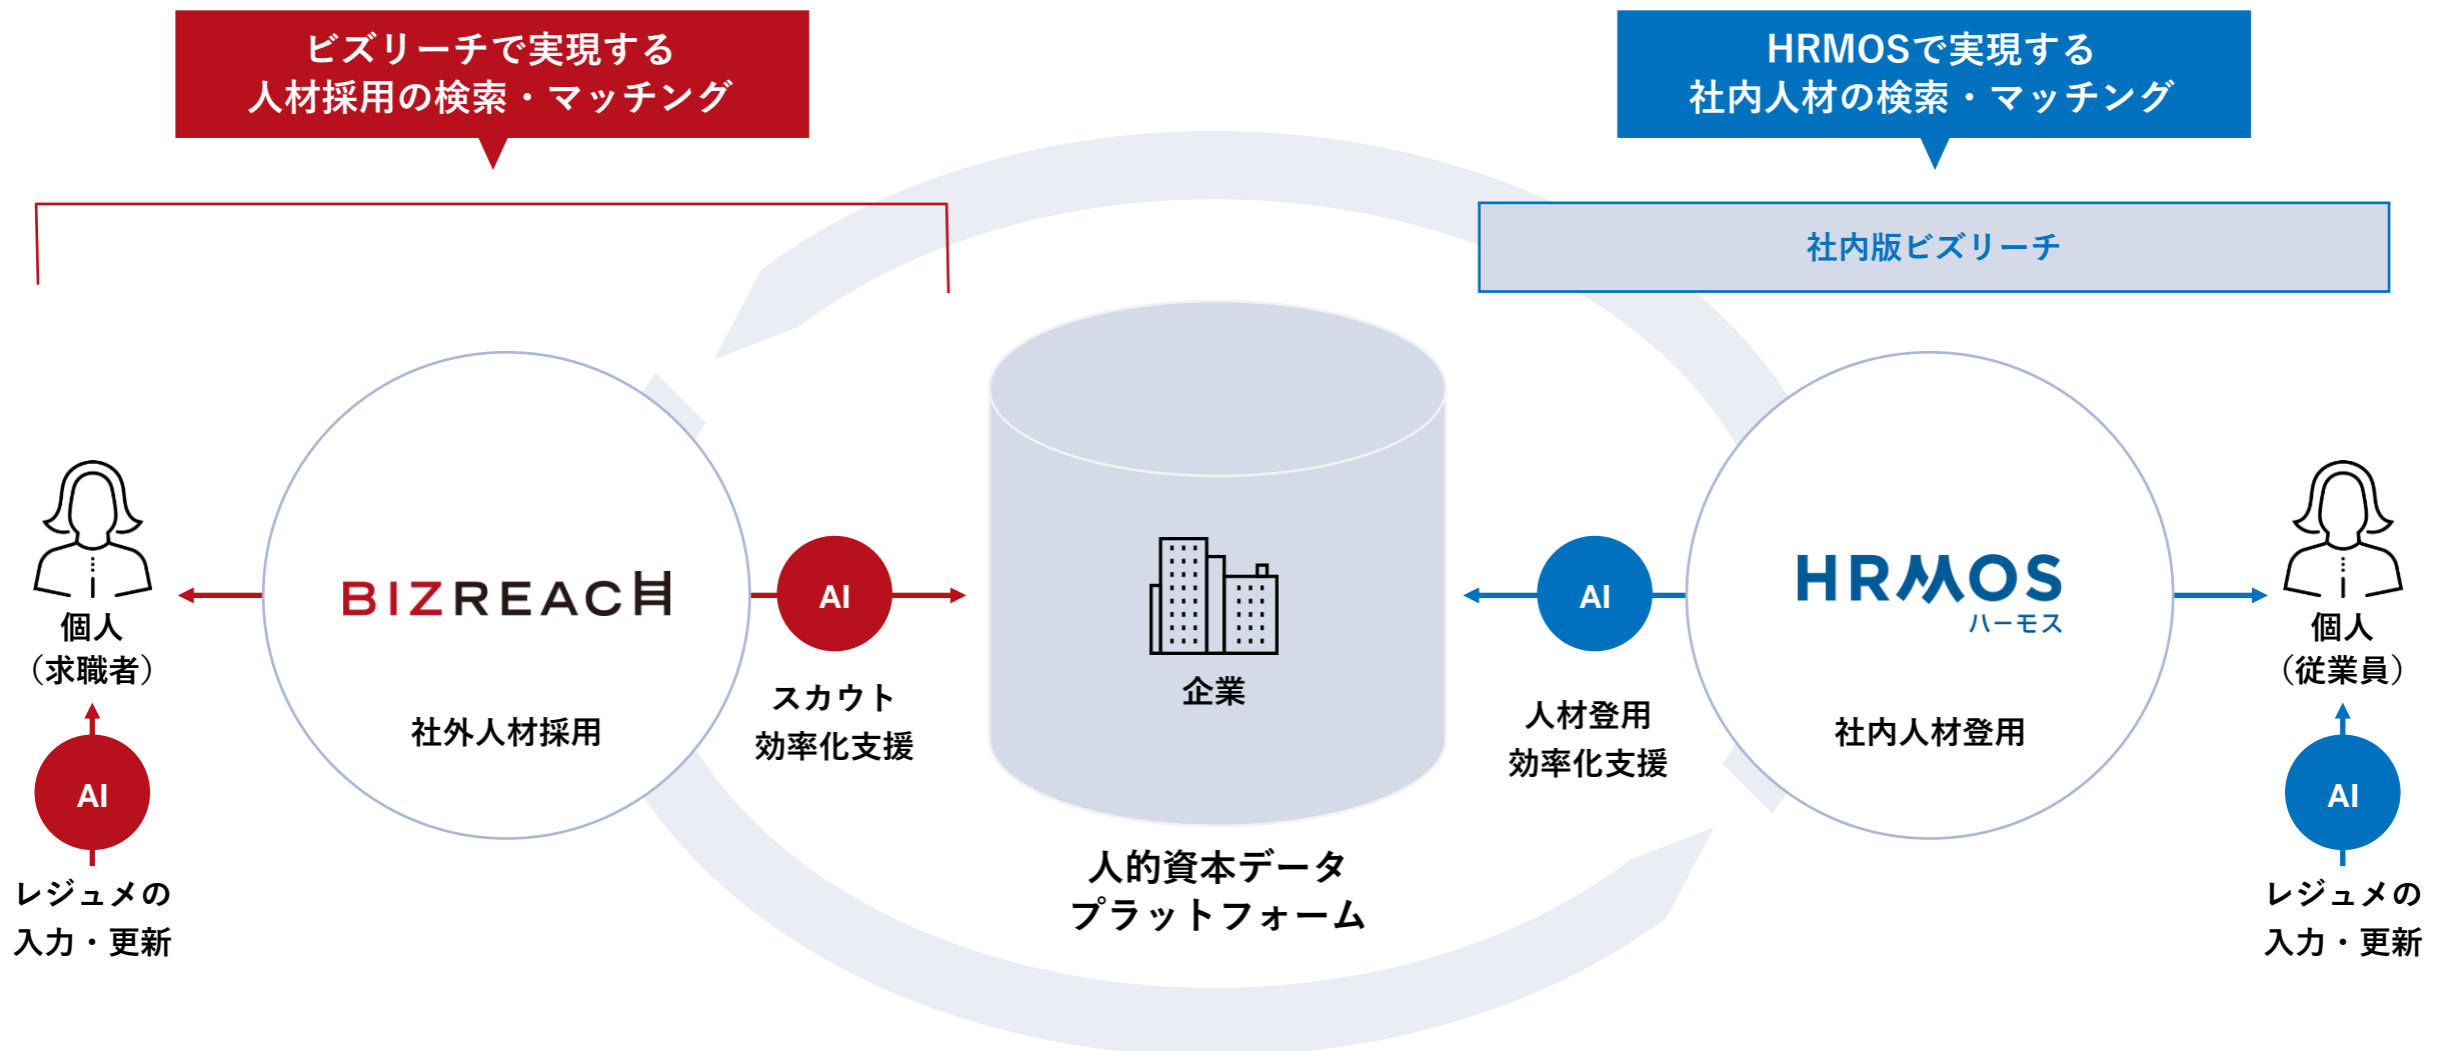 ビズリーチで実現する
人材採用の検索・マッチング
HRMOSで実現する
社内人材の検索・マッチング
社内版ビズリーチ
個人
（求職者）
AI
レジュメの
入力・更新
BIZREACH
社外人材採用
AI
スカウト
効率化支援
企業
人的資本データ
プラットフォーム
AI
人材登用
効率化支援
HRMOS
ハーモス
社内人材登用
個人
（従業員）
AI
レジュメの
入力・更新